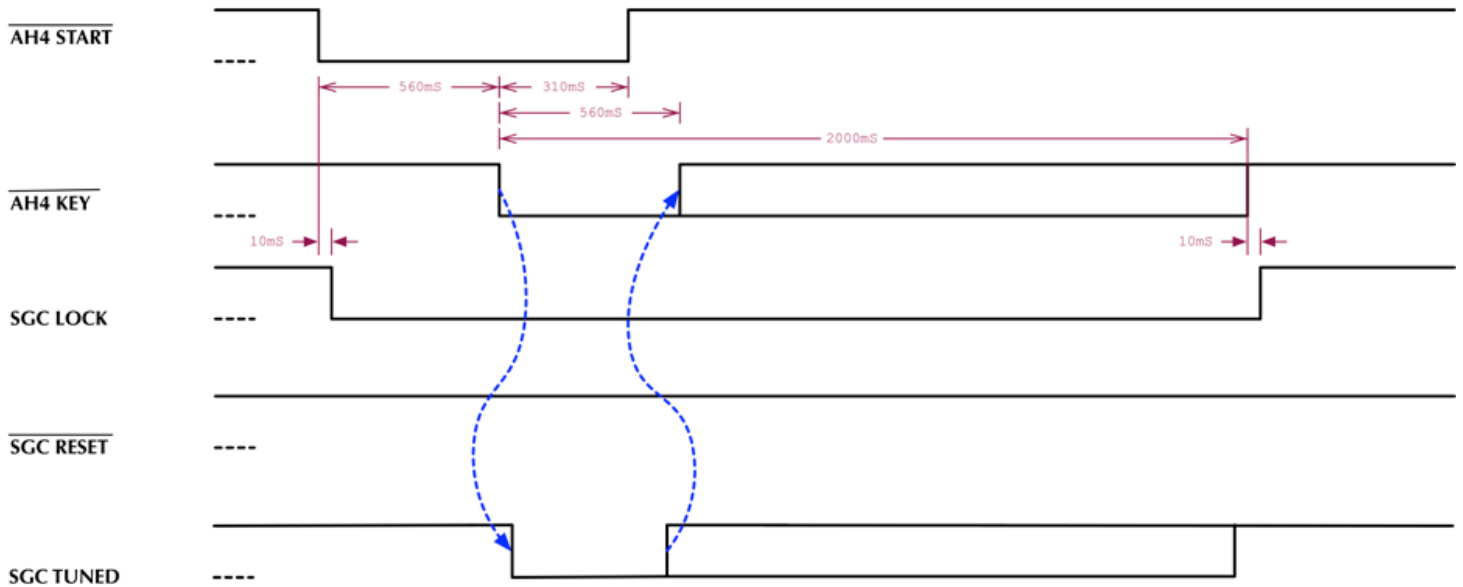 AH4 START
560mS
310mS
560mS
2000mS
AH4 KEY
10mS
10mS
SGC LOCK
SGC RESET
SGC TUNED